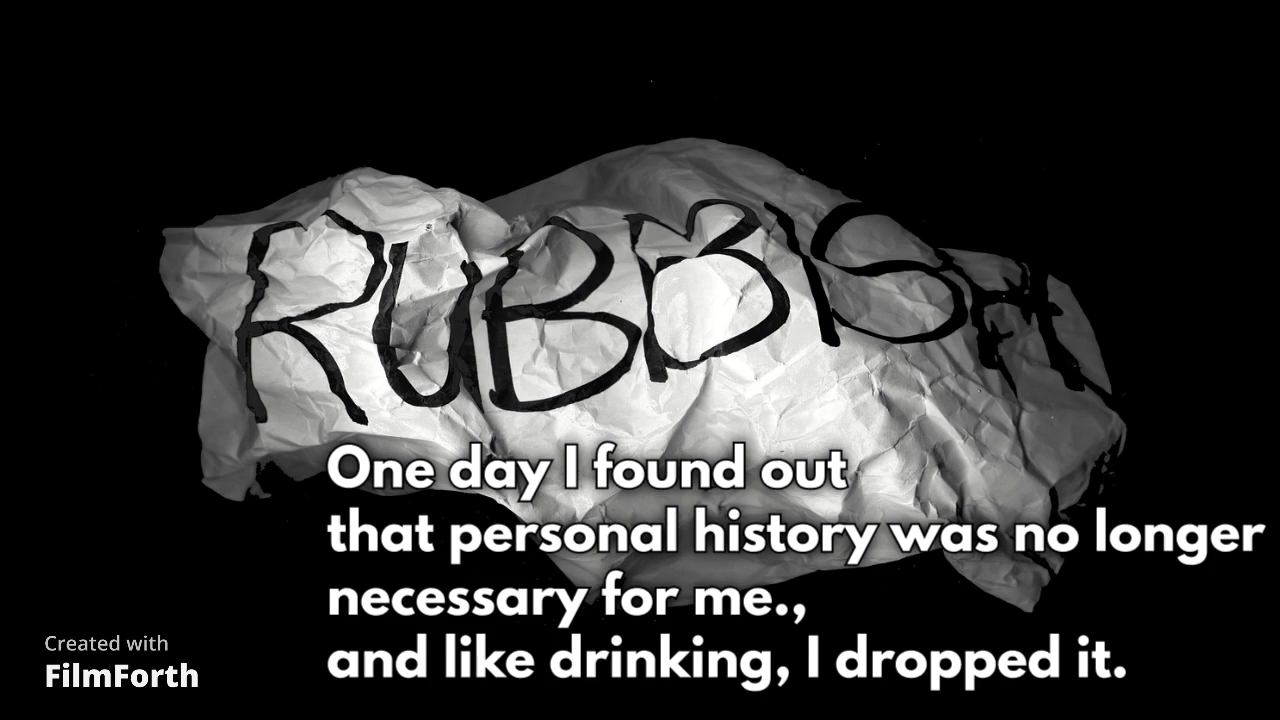 RUBBISH
One day I found out
that personal history was no longer
necessary for me.,
and like drinking, I dropped it.
Created with
FilmForth